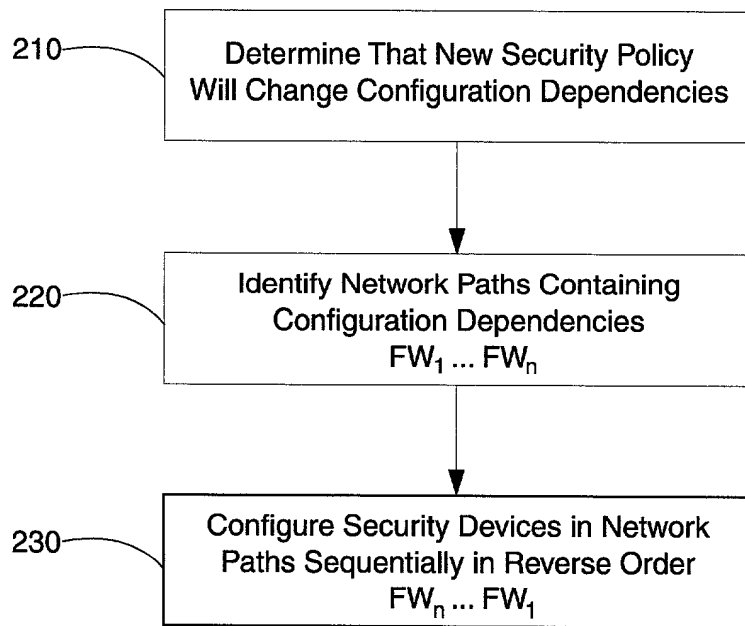 210
Determine That New Security Policy
Will Change Configuration Dependencies
220
Identify Network Paths Containing
Configuration Dependencies
FW₁ ... FWₙ
230
Configure Security Devices in Network
Paths Sequentially in Reverse Order
FWₙ ... FW₁